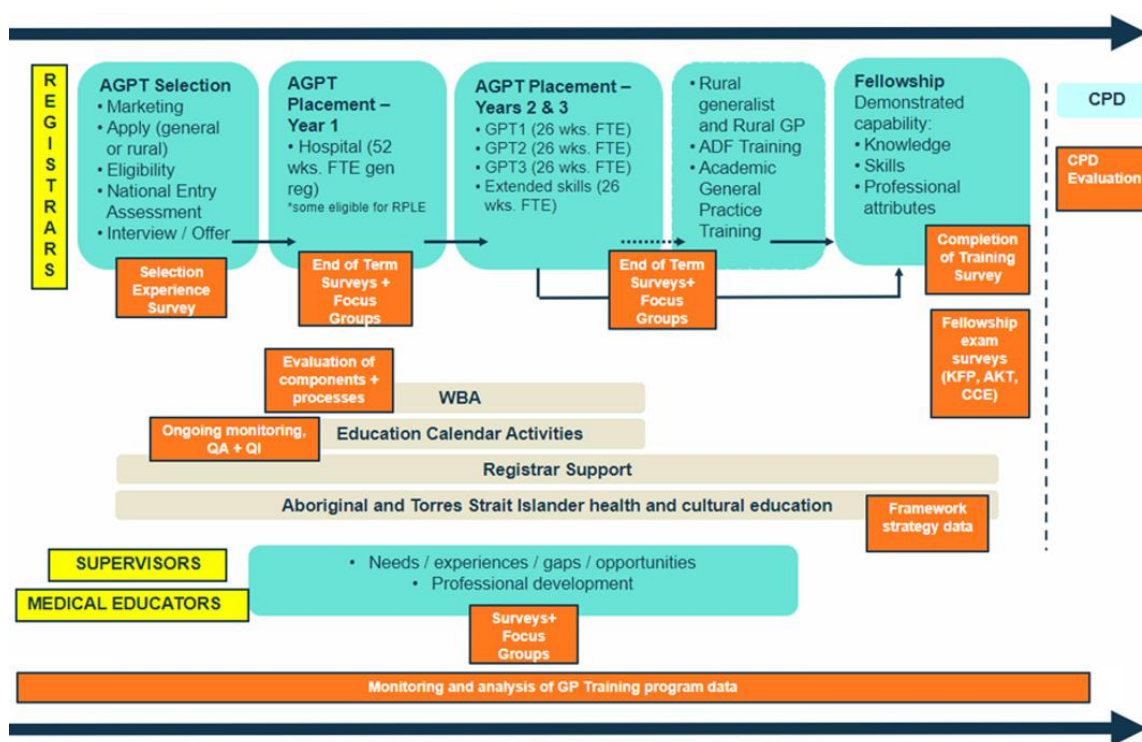 REGISTRARS
AGPT Selection
• Marketing
• Apply (general
or rural)
• Eligibility
• National Entry
Assessment
• Interview / Offer
Selection
Experience
Survey
AGPT
Placement –
Year 1
• Hospital (52
wks. FTE gen
reg)
*some eligible for RPLE
End of Term
Surveys +
Focus
Groups
AGPT Placement –
Years 2 & 3
• GPT1 (26 wks. FTE)
• GPT2 (26 wks. FTE)
• GPT3 (26 wks. FTE)
• Extended skills (26
wks. FTE)
End of Term
Surveys+
Focus
Groups
• Rural
generalist
and Rural GP
• ADF Training
• Academic
General
Practice
Training
Fellowship
Demonstrated
capability:
• Knowledge
• Skills
• Professional
attributes
Completion
of Training
Survey
Fellowship
exam
surveys
(KFP, AKT,
CCE)
CPD
CPD
Evaluation
Evaluation of
components +
processes
WBA
Ongoing monitoring,
QA + QI
Education Calendar Activities
Registrar Support
Aboriginal and Torres Strait Islander health and cultural education
Framework
strategy data
SUPERVISORS
MEDICAL EDUCATORS
• Needs / experiences / gaps / opportunities
• Professional development
Surveys+
Focus
Groups
Monitoring and analysis of GP Training program data